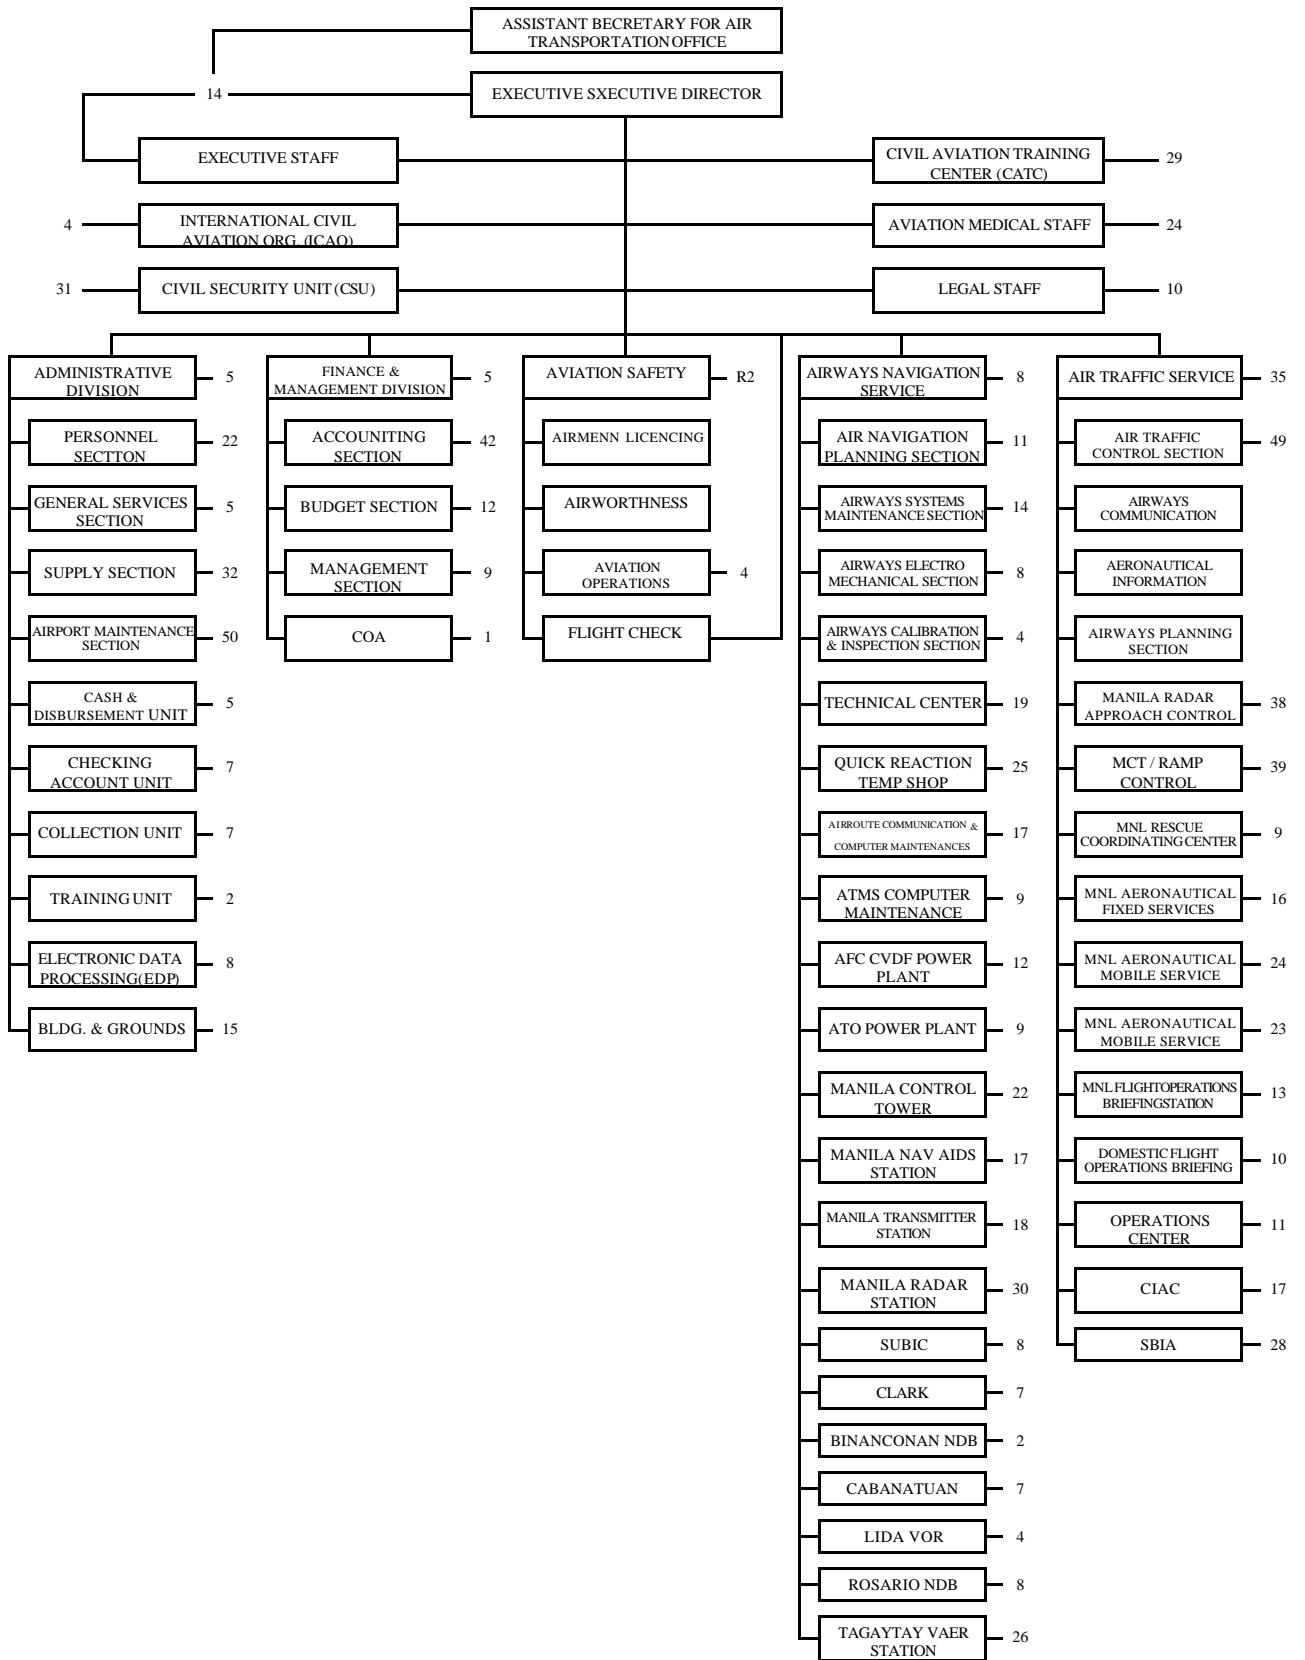 ASSISTANT BECRETARY FOR AIR
TRANSPORTATION OFFICE
14
EXECUTIVE SXECUTIVE DIRECTOR
EXECUTIVE STAFF
CIVIL AVIATION TRAINING
CENTER (CATC)
29
4
INTERNATIONAL CIVIL
AVIATION ORG. (ICAO)
AVIATION MEDICAL STAFF
24
31
CIVIL SECURITY UNIT (CSU)
LEGAL STAFF
10
ADMINISTRATIVE
DIVISION
5
PERSONNEL
SECTTON
22
GENERAL SERVICES
SECTION
5
SUPPLY SECTION
32
AIRPORT MAINTENANCE
SECTION
50
CASH &
DISBURSEMENT UNIT
5
CHECKING
ACCOUNT UNIT
7
COLLECTION UNIT
7
TRAINING UNIT
2
ELECTRONIC DATA
PROCESSING(EDP)
8
BLDG. & GROUNDS
15
FINANCE &
MANAGEMENT DIVISION
5
ACCOUNITING
SECTION
42
BUDGET SECTION
12
MANAGEMENT
SECTION
9
COA
1
AVIATION SAFETY
R2
AIRMENN LICENCING
AIRWORTHNESS
AVIATION
OPERATIONS
4
FLIGHT CHECK
AIRWAYS NAVIGATION
SERVICE
8
AIR NAVIGATION
PLANNING SECTION
11
AIRWAYS SYSTEMS
MAINTENANCE SECTION
14
AIRWAYS ELECTRO
MECHANICAL SECTION
8
AIRWAYS CALIBRATION
& INSPECTION SECTION
4
TECHNICAL CENTER
19
QUICK REACTION
TEMP SHOP
25
AIRROUTE COMMUNICATION &
COMPUTER MAINTENANCES
17
ATMS COMPUTER
MAINTENANCE
9
AFC CVDF POWER
PLANT
12
ATO POWER PLANT
9
MANILA CONTROL
TOWER
22
MANILA NAV AIDS
STATION
17
MANILA TRANSMITTER
STATION
18
MANILA RADAR
STATION
30
SUBIC
8
CLARK
7
BINANCONAN NDB
2
CABANATUAN
7
LIDA VOR
4
ROSARIO NDB
8
TAGAYTAY VAER
STATION
26
AIR TRAFFIC SERVICE
35
AIR TRAFFIC
CONTROL SECTION
49
AIRWAYS
COMMUNICATION
AERONAUTICAL
INFORMATION
AIRWAYS PLANNING
SECTION
MANILA RADAR
APPROACH CONTROL
38
MCT / RAMP
CONTROL
39
MNL RESCUE
COORDINATING CENTER
9
MNL AERONAUTICAL
FIXED SERVICES
16
MNL AERONAUTICAL
MOBILE SERVICE
24
MNL AERONAUTICAL
MOBILE SERVICE
23
MNL FLIGHT OPERATIONS
BRIEFING STATION
13
DOMESTIC FLIGHT
OPERATIONS BRIEFING
10
OPERATIONS
CENTER
11
CIAC
17
SBIA
28